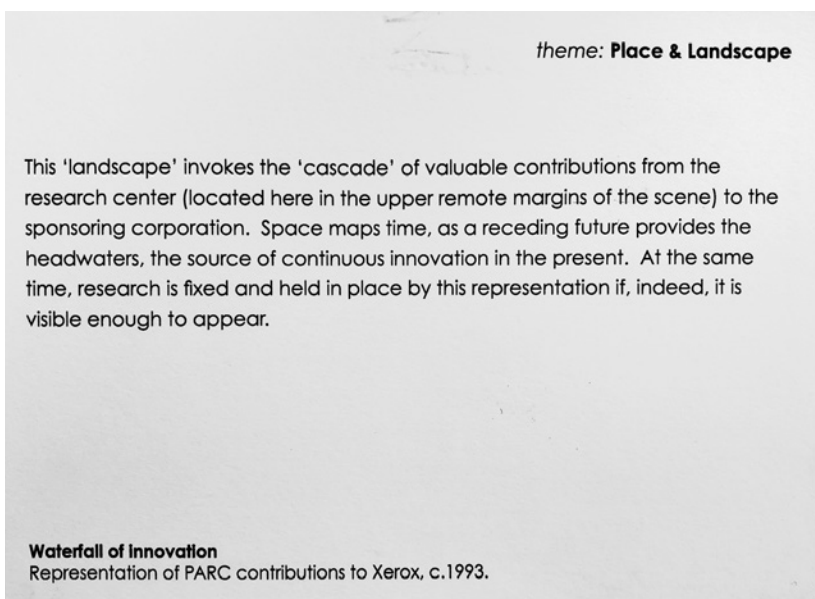 theme: Place & Landscape
This ‘landscape’ invokes the ‘cascade’ of valuable contributions from the
research center (located here in the upper remote margins of the scene) to the
sponsoring corporation.  Space maps time, as a receding future provides the
headwaters, the source of continuous innovation in the present.  At the same
time, research is fixed and held in place by this representation if, indeed, it is
visible enough to appear.
Waterfall of Innovation
Representation of PARC contributions to Xerox, c.1993.